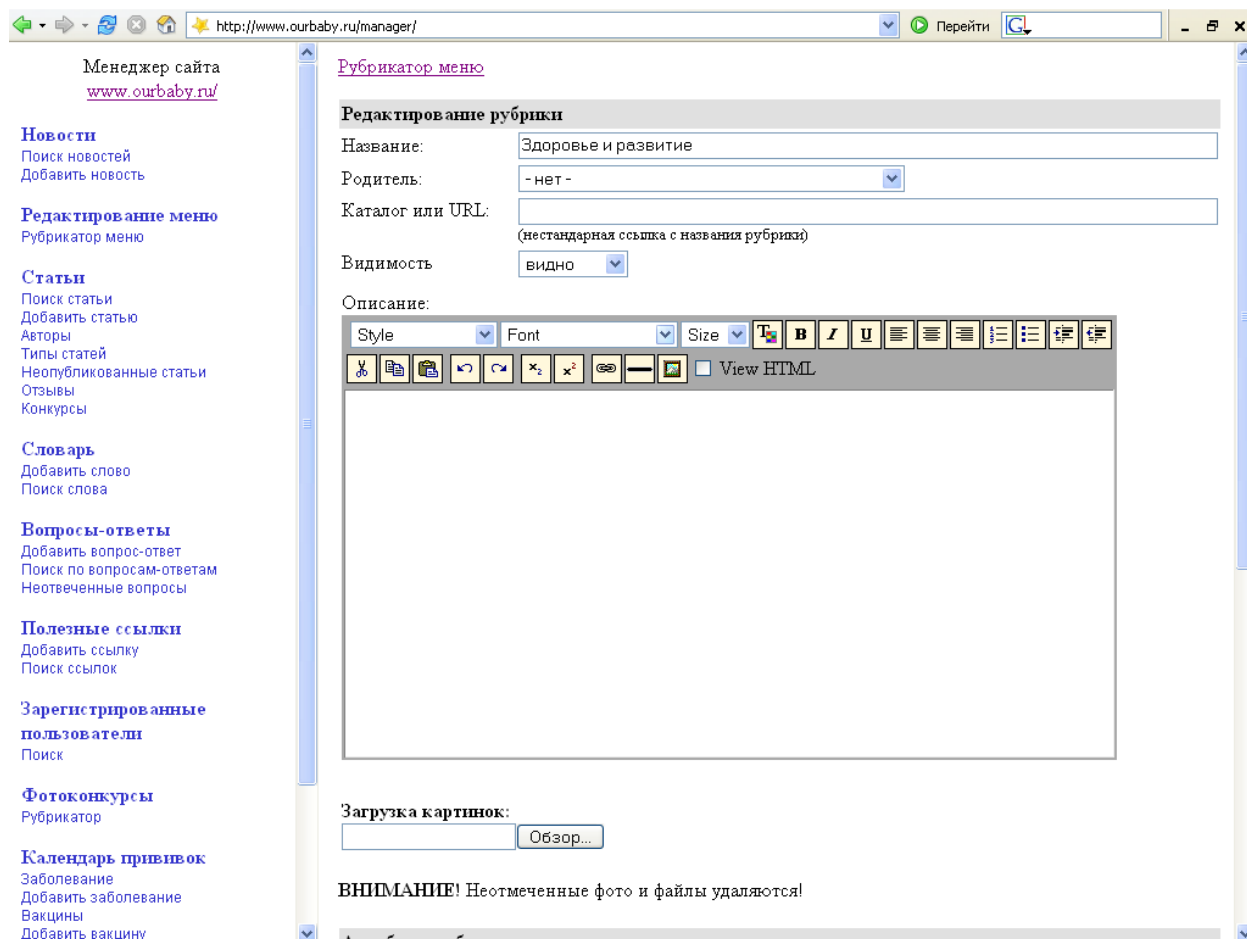 http://www.ourbaby.ru/manager/
Перейти
Менеджер сайта
www.ourbaby.ru/
Новости
Поиск новостей
Добавить новость
Редактирование меню
Рубрикатор меню
Статьи
Поиск статьи
Добавить статью
Авторы
Типы статей
Неопубликованные статьи
Отзывы
Конкурсы
Словарь
Добавить слово
Поиск слова
Вопросы-ответы
Добавить вопрос-ответ
Поиск по вопросам-ответам
Неотвеченные вопросы
Полезные ссылки
Добавить ссылку
Поиск ссылок
Зарегистрированные
пользователи
Поиск
Фотоконкурсы
Рубрикатор
Календарь прививок
Заболевание
Добавить заболевание
Вакцины
Добавить вакцину
Рубрикатор меню
Редактирование рубрики
Название: Здоровье и развитие
Родитель: - нет -
Каталог или URL:
(нестандарная ссылка с названия рубрики)
Видимость видно
Описание:
Style Font Size T B I U
x₂ x² View HTML
Загрузка картинок:
Обзор...
ВНИМАНИЕ! Неотмеченные фото и файлы удаляются!